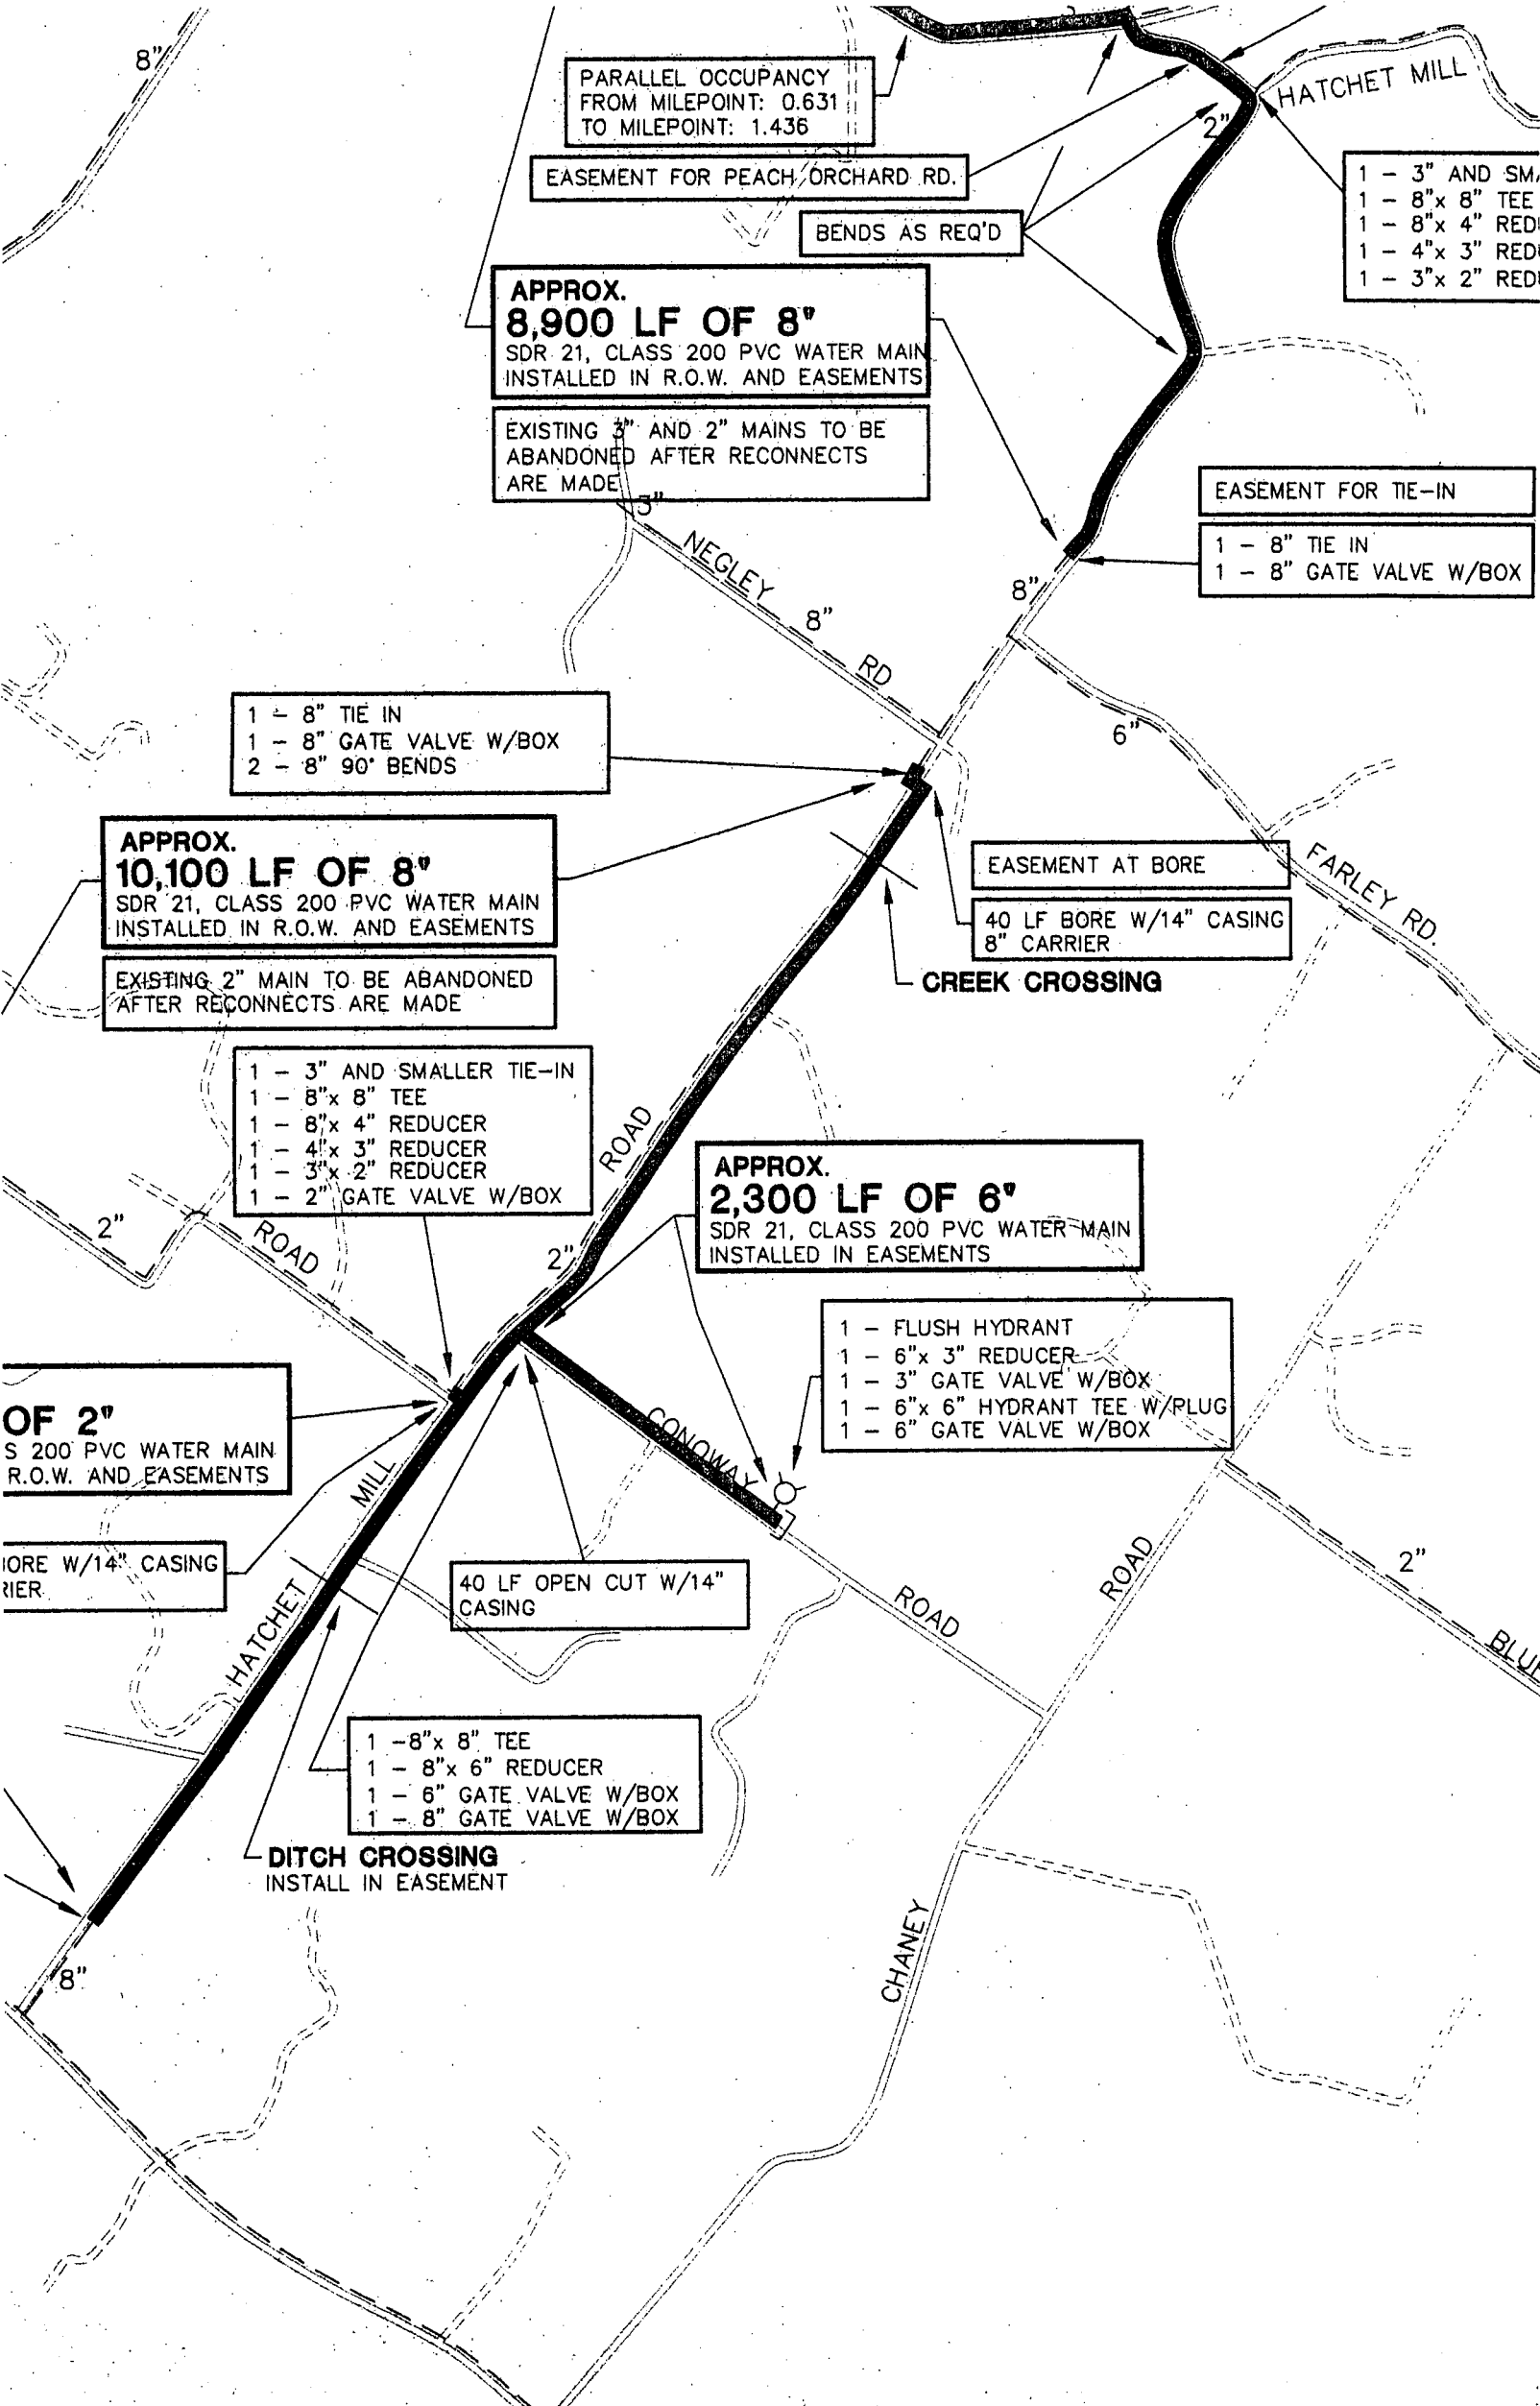 8"
3"
PARALLEL OCCUPANCY
FROM MILEPOINT: 0.631
TO MILEPOINT: 1.436
HATCHET MILL
2"
EASEMENT FOR PEACH ORCHARD RD.
BENDS AS REQ'D
1 - 3" AND
1 - 8"x 8" TEE
1 - 8"x 4"
1 - 4"x 3"
1 - 3"x 2"
APPROX.
8,900 LF OF 8"
SDR 21, CLASS 200 PVC WATER MAIN
INSTALLED IN R.O.W. AND EASEMENTS
EXISTING 3" AND 2" MAINS TO BE
ABANDONED AFTER RECONNECTS
ARE MADE
3"
EASEMENT FOR TIE-IN
1 - 8" TIE IN
1 - 8" GATE VALVE W/BOX
NEGLEY
8"
RD
8"
6"
1 - 8" TIE IN
1 - 8" GATE VALVE W/BOX
2 - 8" 90° BENDS
APPROX.
10,100 LF OF 8"
SDR 21, CLASS 200 PVC WATER MAIN
INSTALLED IN R.O.W. AND EASEMENTS
EXISTING 2" MAIN TO BE ABANDONED
AFTER RECONNECTS ARE MADE
EASEMENT AT BORE
40 LF BORE W/14" CASING
8" CARRIER
CREEK CROSSING
FARLEY RD.
1 - 3" AND SMALLER TIE-IN
1 - 8"x 8" TEE
1 - 8"x 4" REDUCER
1 - 4"x 3" REDUCER
1 - 3"x 2" REDUCER
1 - 2" GATE VALVE W/BOX
ROAD
2"
ROAD
2"
APPROX.
2,300 LF OF 6"
SDR 21, CLASS 200 PVC WATER MAIN
INSTALLED IN EASEMENTS
1 - FLUSH HYDRANT
1 - 6"x 3" REDUCER
1 - 3" GATE VALVE W/BOX
1 - 6"x 6" HYDRANT TEE W/PLUG
1 - 6" GATE VALVE W/BOX
OF 2"
S 200 PVC WATER MAIN
R.O.W. AND EASEMENTS
MILL
CONOWAY
W/14" CASING
HATCHET
40 LF OPEN CUT W/14"
CASING
ROAD
ROAD
2"
1 -8"x 8" TEE
1 - 8"x 6" REDUCER
1 - 6" GATE VALVE W/BOX
1 - 8" GATE VALVE W/BOX
DITCH CROSSING
INSTALL IN EASEMENT
CHANEY
8"